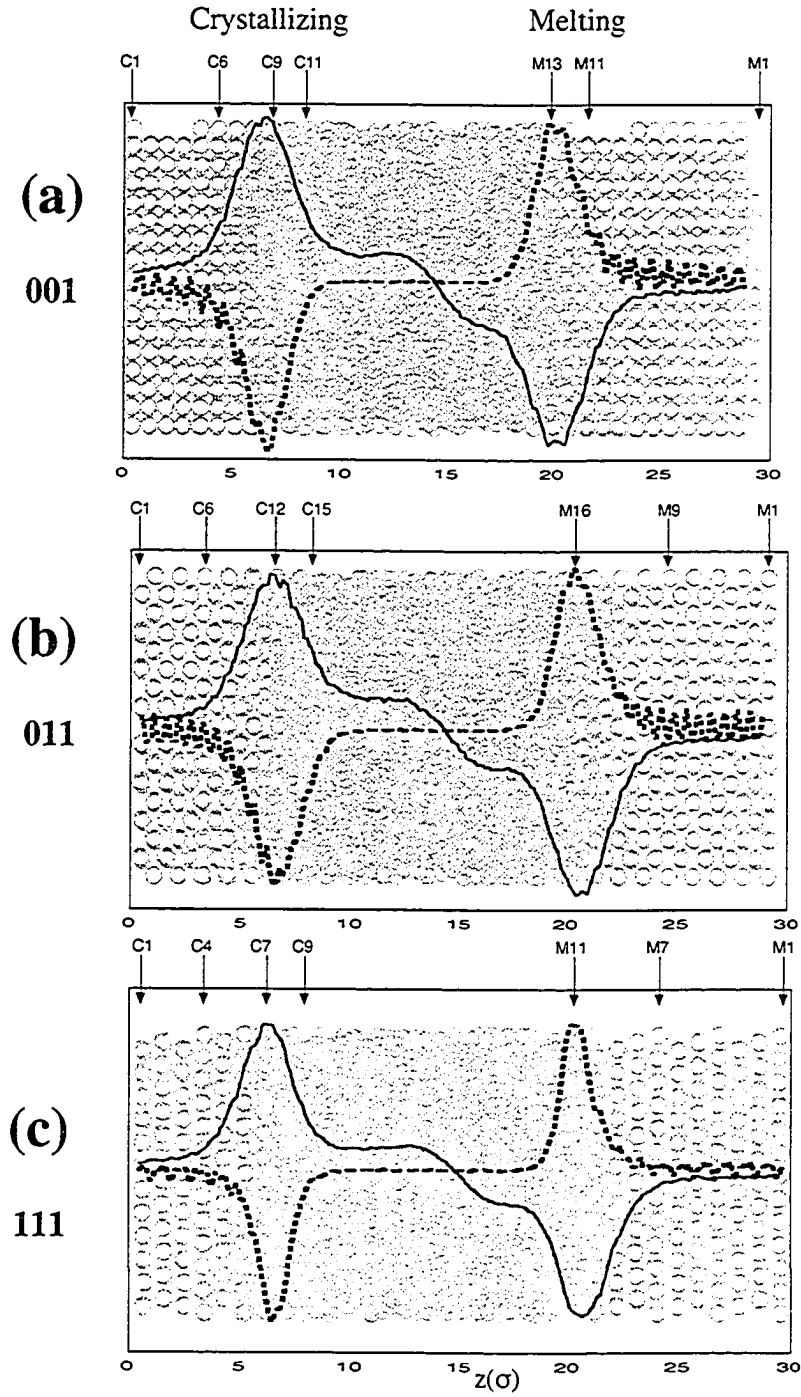 Crystallizing Melting
C1 C6 C9 C11 M13 M11 M1
(a)
001
0 5 10 15 20 25 30
C1 C6 C12 C15 M16 M9 M1
(b)
011
0 5 10 15 20 25 30
C1 C4 C7 C9 M11 M7 M1
(c)
111
0 5 10 15 20 25 30
z(σ)